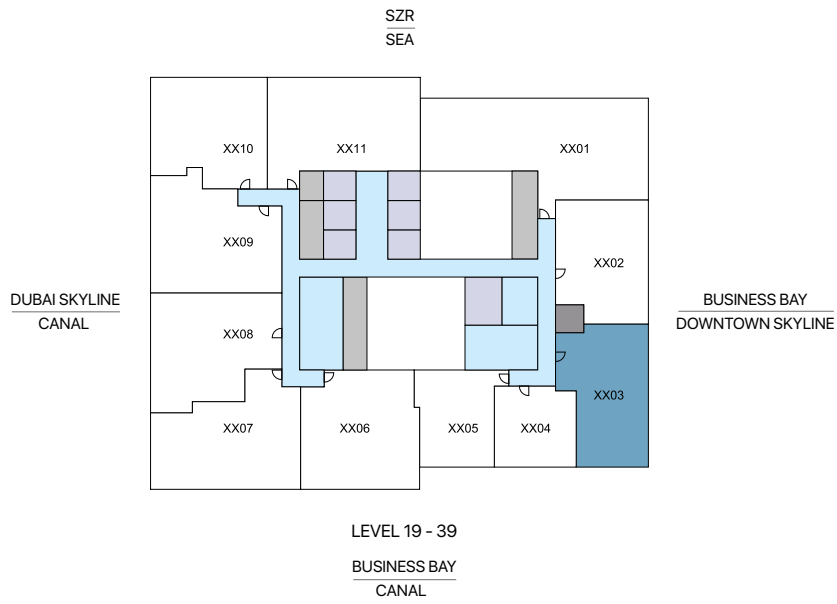 SZR
SEA
XX10
XX11
XX01
XX09
XX02
DUBAI SKYLINE
CANAL
BUSINESS BAY
DOWNTOWN SKYLINE
XX08
XX03
XX07
XX06
XX05
XX04
LEVEL 19 - 39
BUSINESS BAY
CANAL